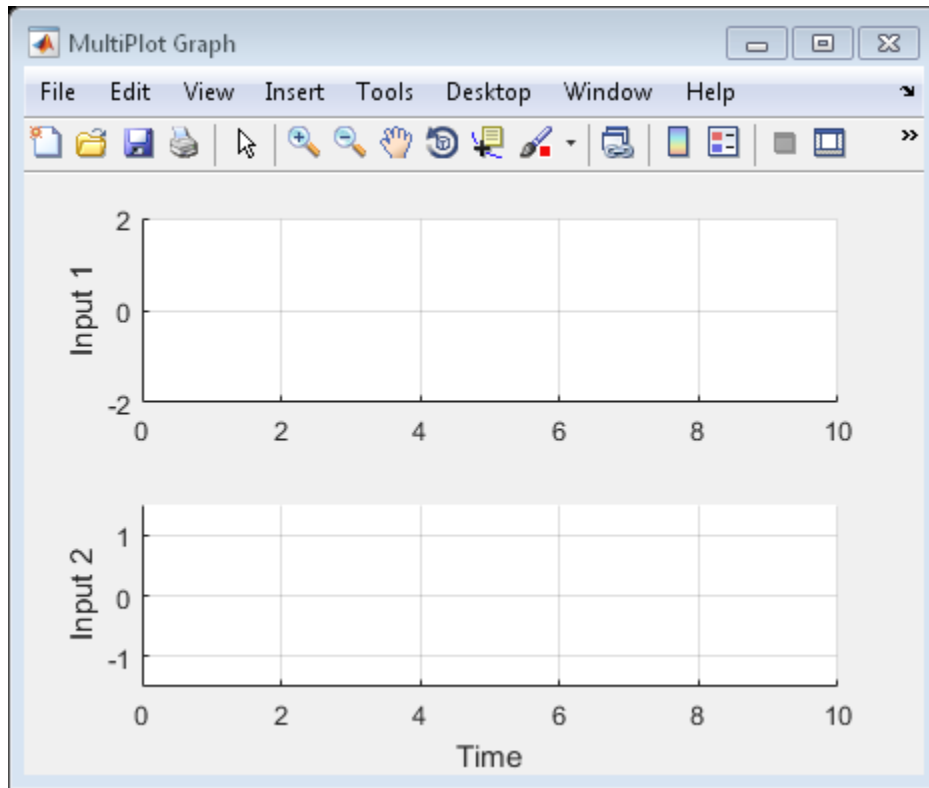 MultiPlot Graph
File Edit View Insert Tools Desktop Window Help
2
Input 1
0
-2
0 2 4 6 8 10
1
Input 2
0
-1
0 2 4 6 8 10
Time